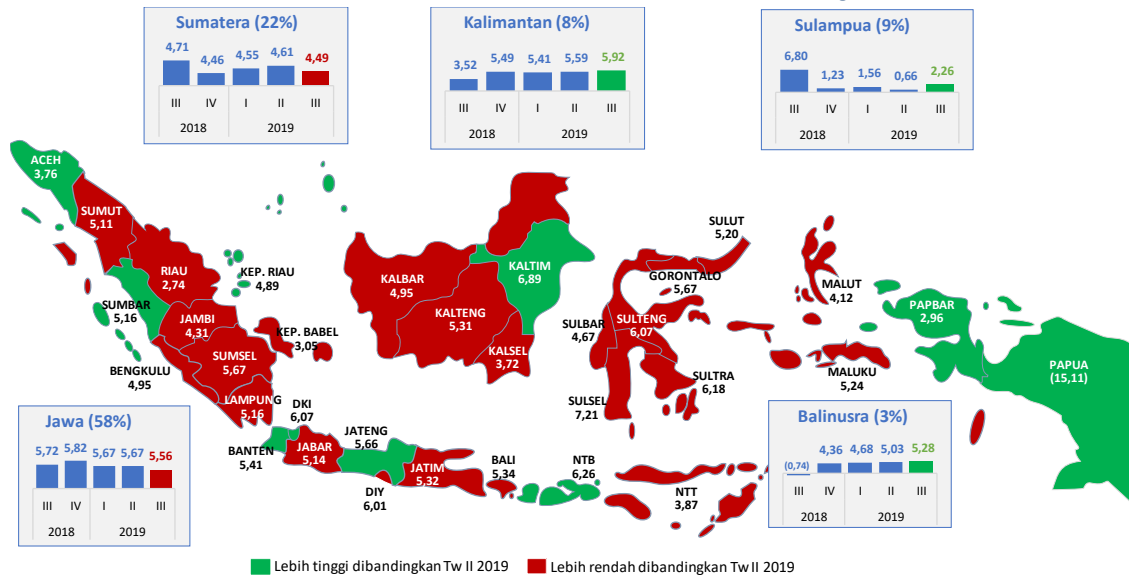 Sumatera (22%)
4,71
4,46
4,55
4,61
4,49
III
IV
I
II
III
2018
2019
Kalimantan (8%)
3,52
5,49
5,41
5,59
5,92
III
IV
I
II
III
2018
2019
Sulampua (9%)
6,80
1,23
1,56
0,66
2,26
III
IV
I
II
III
2018
2019
ACEH
3,76
SUMUT
5,11
RIAU
2,74
KEP. RIAU
4,89
SUMBAR
5,16
JAMBI
4,31
KEP. BABEL
3,05
SUMSEL
5,67
BENGKULU
4,95
LAMPUNG
5,16
KALBAR
4,95
KALTENG
5,31
KALTIM
6,89
KALSEL
3,72
SULUT
5,20
GORONTALO
5,67
SULTENG
6,07
SULBAR
4,67
SULTRA
6,18
SULSEL
7,21
MALUT
4,12
MALUKU
5,24
PAPBAR
2,96
PAPUA
(15,11)
Jawa (58%)
5,72
5,82
5,67
5,67
5,56
III
IV
I
II
III
2018
2019
DKI
6,07
BANTEN
5,41
JABAR
5,14
JATENG
5,66
DIY
6,01
JATIM
5,32
BALI
5,34
NTB
6,26
NTT
3,87
Balinusra (3%)
(0,74)
4,36
4,68
5,03
5,28
III
IV
I
II
III
2018
2019
Lebih tinggi dibandingkan Tw II 2019
Lebih rendah dibandingkan Tw II 2019